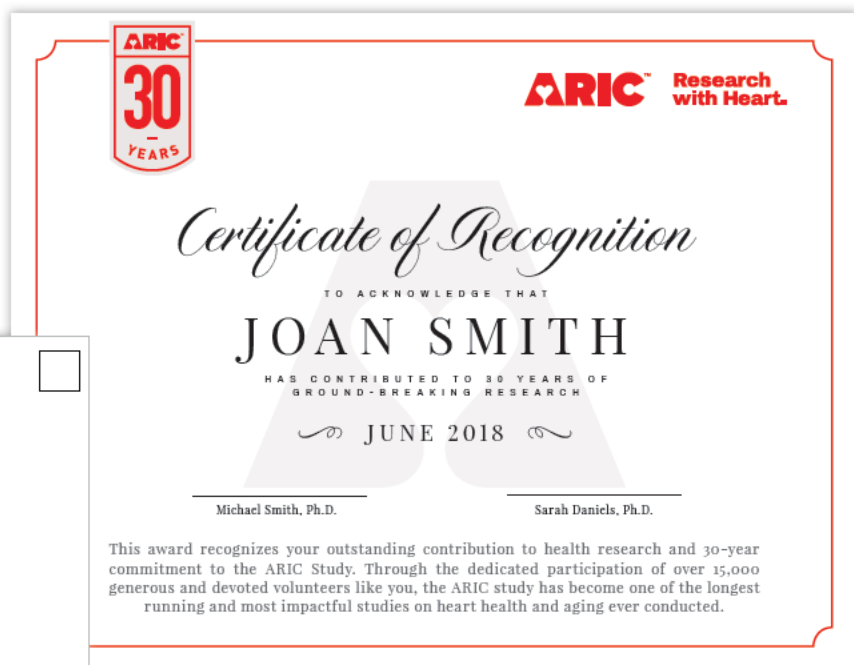 ARIC™
30
YEARS
ARIC™ Research
with Heart.
Certificate of Recognition
TO ACKNOWLEDGE THAT
JOAN SMITH
HAS CONTRIBUTED TO 30 YEARS OF
GROUND-BREAKING RESEARCH
JUNE 2018
Michael Smith, Ph.D.
Sarah Daniels, Ph.D.
This award recognizes your outstanding contribution to health research and 30-year
commitment to the ARIC Study. Through the dedicated participation of over 15,000
generous and devoted volunteers like you, the ARIC study has become one of the longest
running and most impactful studies on heart health and aging ever conducted.